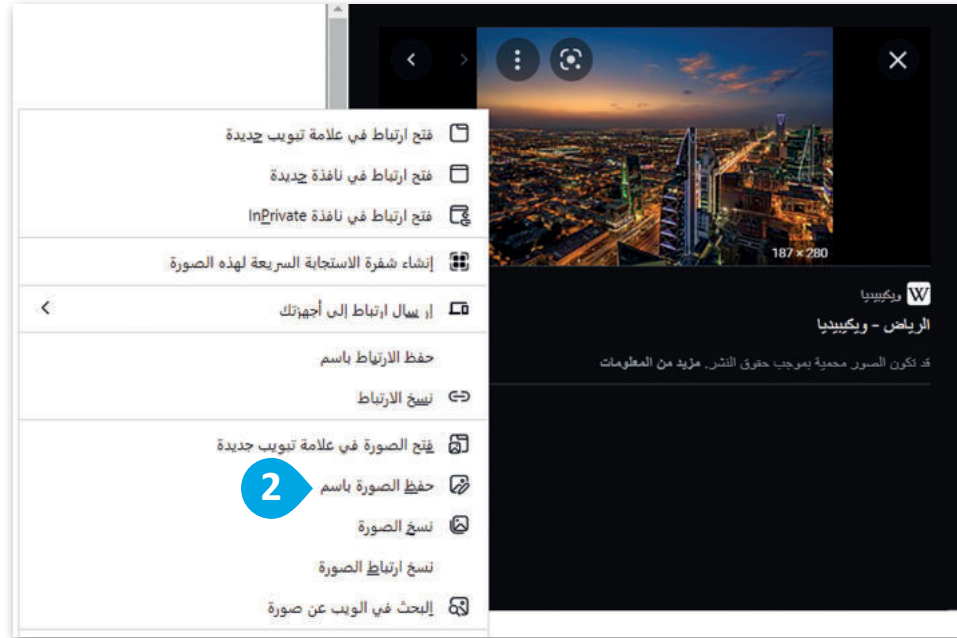 187 × 280
ويكيبيديا
الرياض - ويكيبيديا
قد تكون الصور محمية بموجب حقوق النشر. مزيد من المعلومات
فتح ارتباط في علامة تبويب جديدة
فتح ارتباط في نافذة جديدة
فتح ارتباط في نافذة InPrivate
إنشاء شفرة الاستجابة السريعة لهذه الصورة
إرسال ارتباط إلى أجهزتك
حفظ الارتباط باسم
نسخ الارتباط
فتح الصورة في علامة تبويب جديدة
حفظ الصورة باسم
2
نسخ الصورة
نسخ ارتباط الصورة
البحث في الويب عن صورة